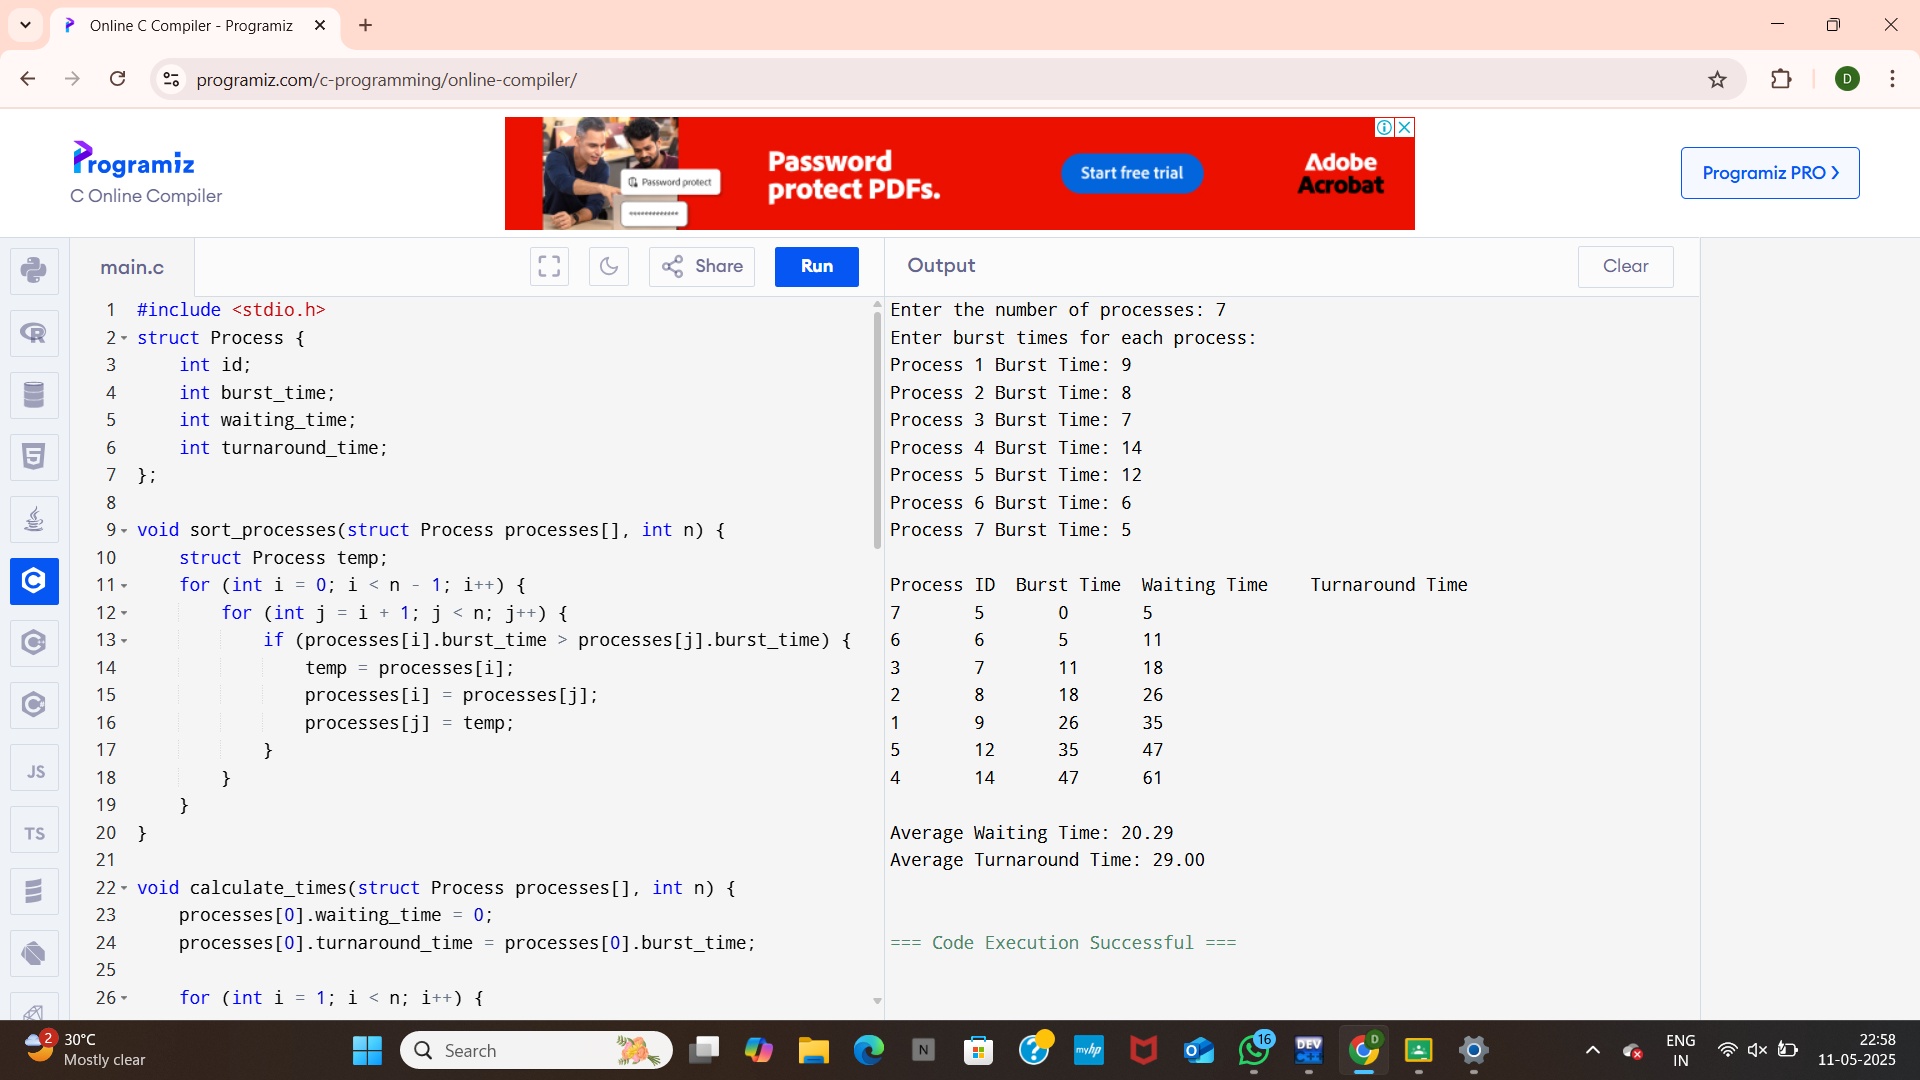 Online C Compiler - Programiz
programiz.com/c-programming/online-compiler/
D
Programiz
C Online Compiler
Password protect
************
Password
protect PDFs.
Start free trial
Adobe
Acrobat
Programiz PRO
main.c
Share
Run
Output
Clear
1 #include <stdio.h>
2 struct Process {
3     int id;
4     int burst_time;
5     int waiting_time;
6     int turnaround_time;
7 };
8
9 void sort_processes(struct Process processes[], int n) {
10     struct Process temp;
11     for (int i = 0; i < n - 1; i++) {
12         for (int j = i + 1; j < n; j++) {
13             if (processes[i].burst_time > processes[j].burst_time) {
14                 temp = processes[i];
15                 processes[i] = processes[j];
16                 processes[j] = temp;
17             }
18         }
19     }
20 }
21
22 void calculate_times(struct Process processes[], int n) {
23     processes[0].waiting_time = 0;
24     processes[0].turnaround_time = processes[0].burst_time;
25
26     for (int i = 1; i < n; i++) {
Enter the number of processes: 7
Enter burst times for each process:
Process 1 Burst Time: 9
Process 2 Burst Time: 8
Process 3 Burst Time: 7
Process 4 Burst Time: 14
Process 5 Burst Time: 12
Process 6 Burst Time: 6
Process 7 Burst Time: 5
Process ID  Burst Time  Waiting Time    Turnaround Time
7       5       0       5
6       6       5       11
3       7       11      18
2       8       18      26
1       9       26      35
5       12      35      47
4       14      47      61
Average Waiting Time: 20.29
Average Turnaround Time: 29.00
=== Code Execution Successful ===
R
5
C
JS
TS
2
30°C
Mostly clear
Search
N
myhp
16
DEV
D
ENG
IN
22:58
11-05-2025